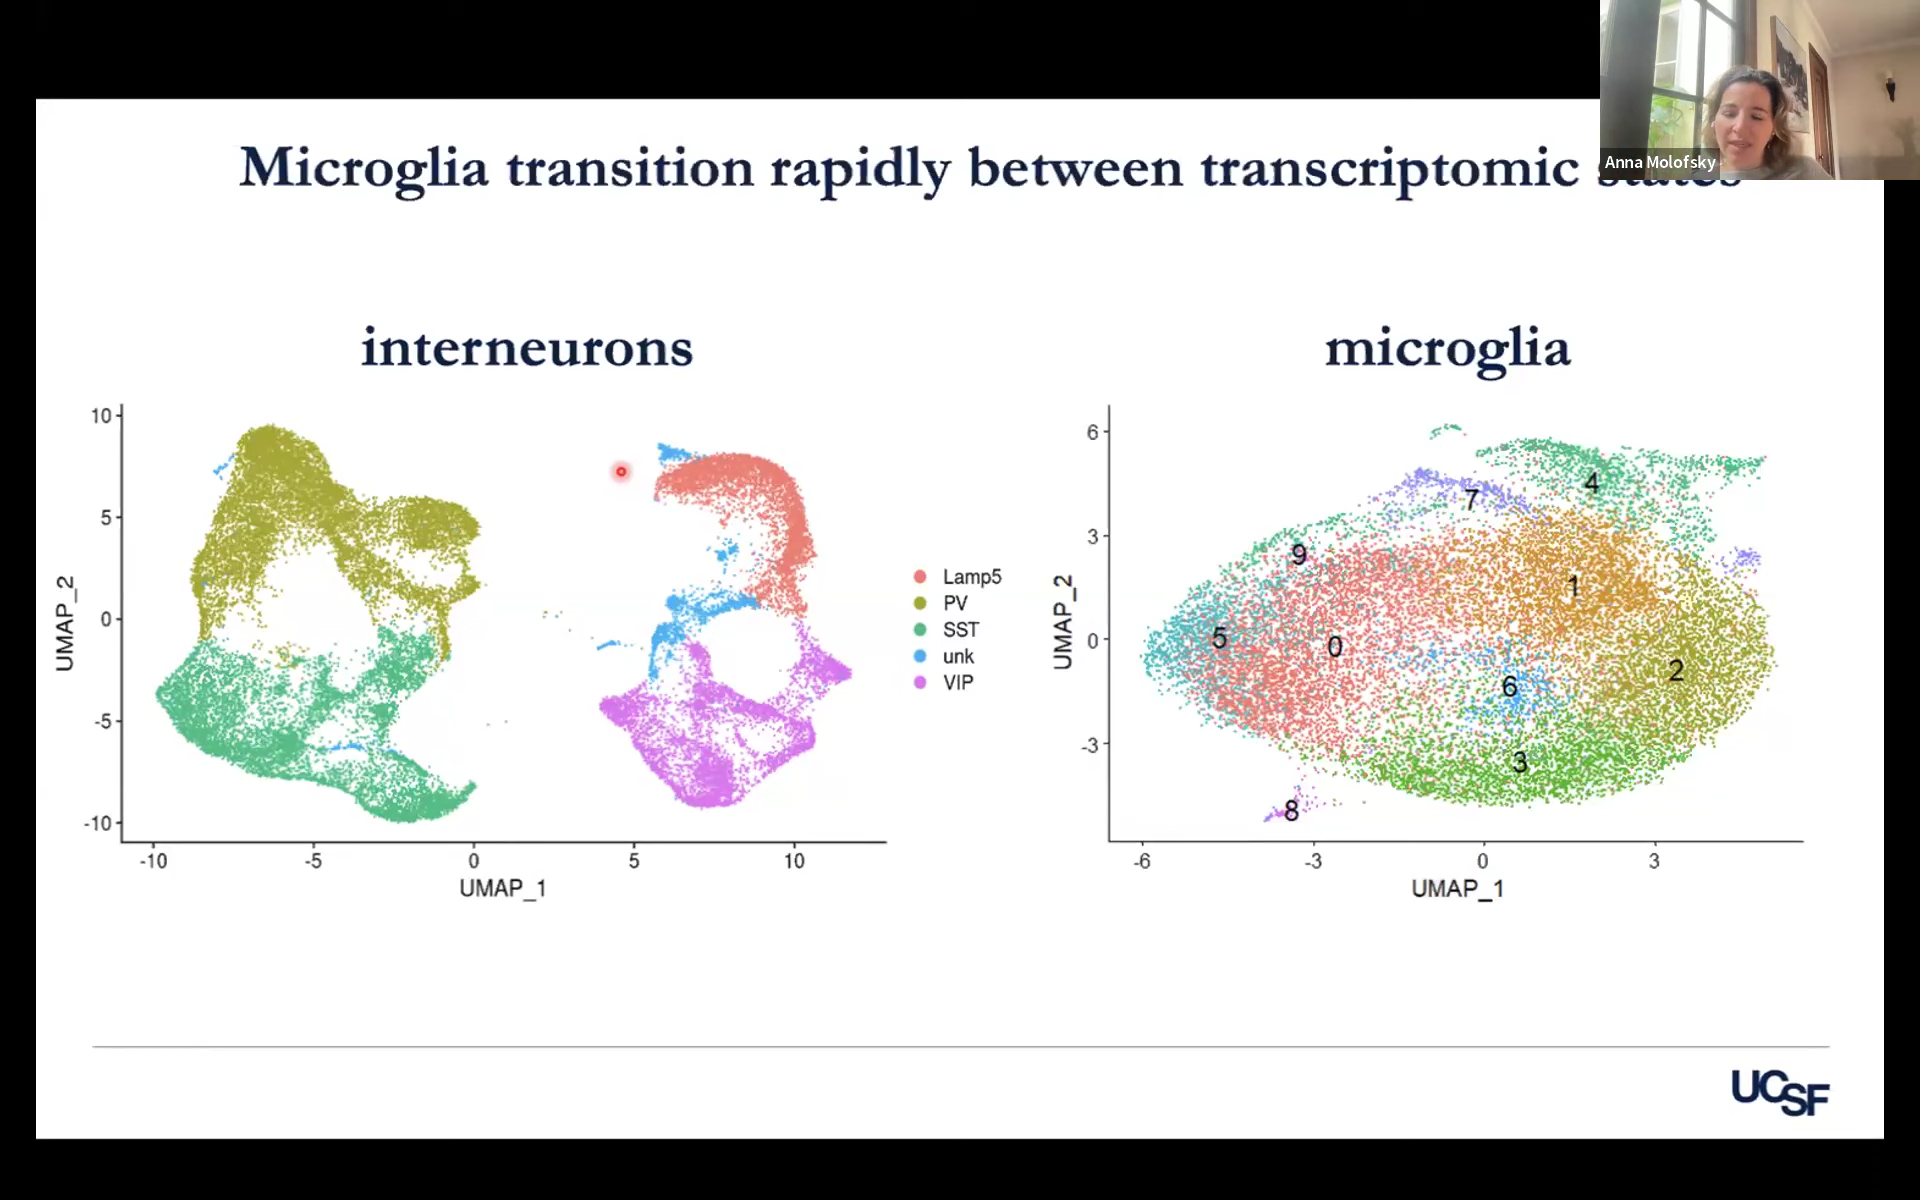 Anna Molofsky
Microglia transition rapidly between transcriptomic states
interneurons
microglia
10
5
0
-5
-10
UMAP_2
-10
-5
0
5
10
UMAP_1
Lamp5
PV
SST
unk
VIP
6
3
0
-3
UMAP_2
4
7
9
1
5
0
2
6
3
8
-6
-3
0
3
UMAP_1
UCSF